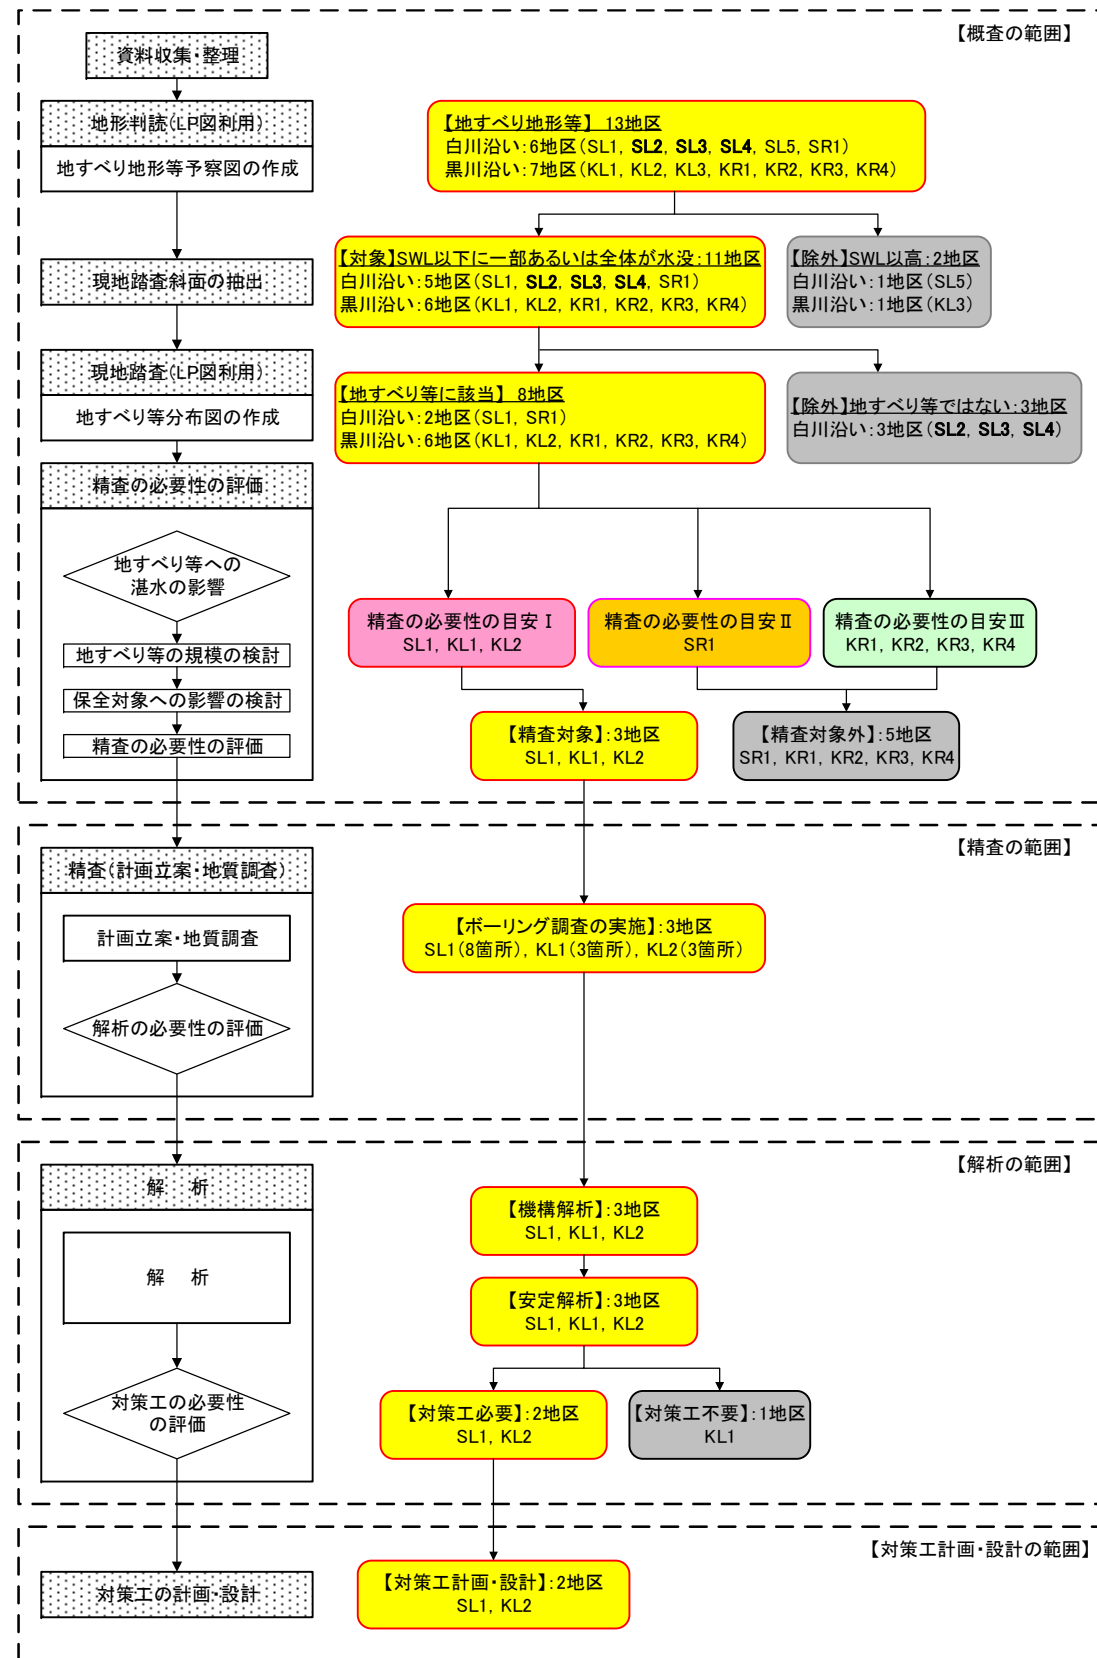 【概査の範囲】
資料収集・整理
地形判読(LP図利用)
地すべり地形等予察図の作成
【地すべり地形等】 13地区
白川沿い:6地区(SL1, SL2, SL3, SL4, SL5, SR1)
黒川沿い:7地区(KL1, KL2, KL3, KR1, KR2, KR3, KR4)
現地踏査斜面の抽出
【対象】SWL以下に一部あるいは全体が水没:11地区
白川沿い:5地区(SL1, SL2, SL3, SL4, SR1)
黒川沿い:6地区(KL1, KL2, KR1, KR2, KR3, KR4)
【除外】SWL以高:2地区
白川沿い:1地区(SL5)
黒川沿い:1地区(KL3)
現地踏査(LP図利用)
地すべり等分布図の作成
【地すべり等に該当】 8地区
白川沿い:2地区(SL1, SR1)
黒川沿い:6地区(KL1, KL2, KR1, KR2, KR3, KR4)
【除外】地すべり等ではない:3地区
白川沿い:3地区(SL2, SL3, SL4)
精査の必要性の評価
地すべり等への
湛水の影響
地すべり等の規模の検討
保全対象への影響の検討
精査の必要性の評価
精査の必要性の目安Ⅰ
SL1, KL1, KL2
精査の必要性の目安Ⅱ
SR1
精査の必要性の目安Ⅲ
KR1, KR2, KR3, KR4
【精査対象】:3地区
SL1, KL1, KL2
【精査対象外】:5地区
SR1, KR1, KR2, KR3, KR4
【精査の範囲】
精査(計画立案・地質調査)
計画立案・地質調査
解析の必要性の評価
【ボーリング調査の実施】:3地区
SL1(8箇所), KL1(3箇所), KL2(3箇所)
【解析の範囲】
解 析
解 析
対策工の必要性
の評価
【機構解析】:3地区
SL1, KL1, KL2
【安定解析】:3地区
SL1, KL1, KL2
【対策工必要】:2地区
SL1, KL2
【対策工不要】:1地区
KL1
【対策工計画・設計の範囲】
対策工の計画・設計
【対策工計画・設計】:2地区
SL1, KL2